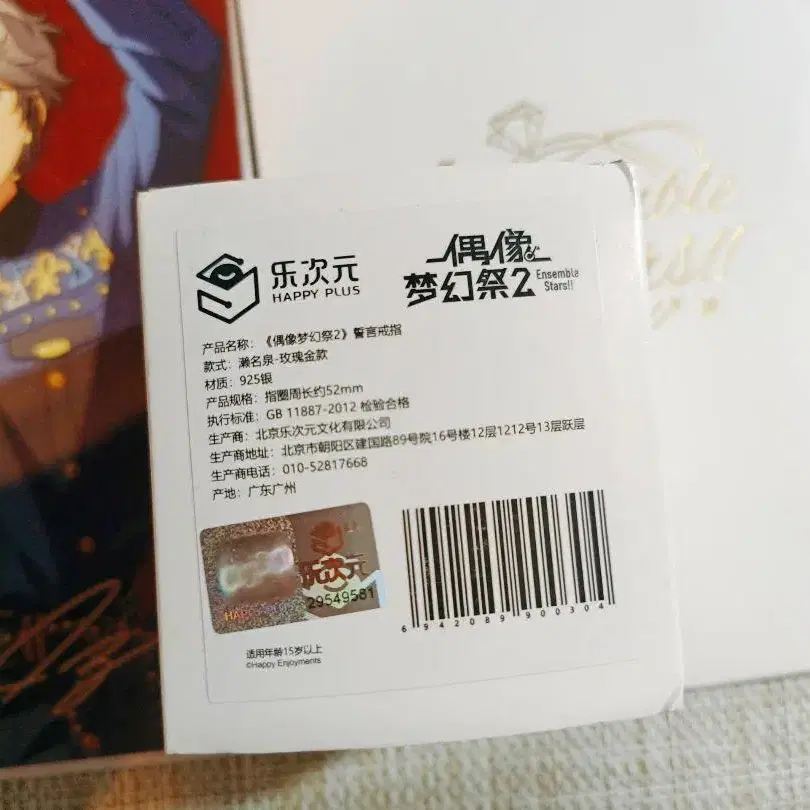 乐次元
HAPPY PLUS
偶像
梦幻祭2
Ensemble
Stars!!
产品名称:《偶像梦幻祭2》誓言戒指
款式:濑名泉-玫瑰金款
材质:925银
产品规格:指圈周长约52mm
执行标准:GB 11887-2012 检验合格
生产商:北京乐次元文化有限公司
生产商地址:北京市朝阳区建国路89号院16号楼12层1212号13层跃层
生产商电话:010-52817668
产地:广东广州
乐次元
29549581
6942089900304
适用年龄15岁以上
©Happy Enjoyments